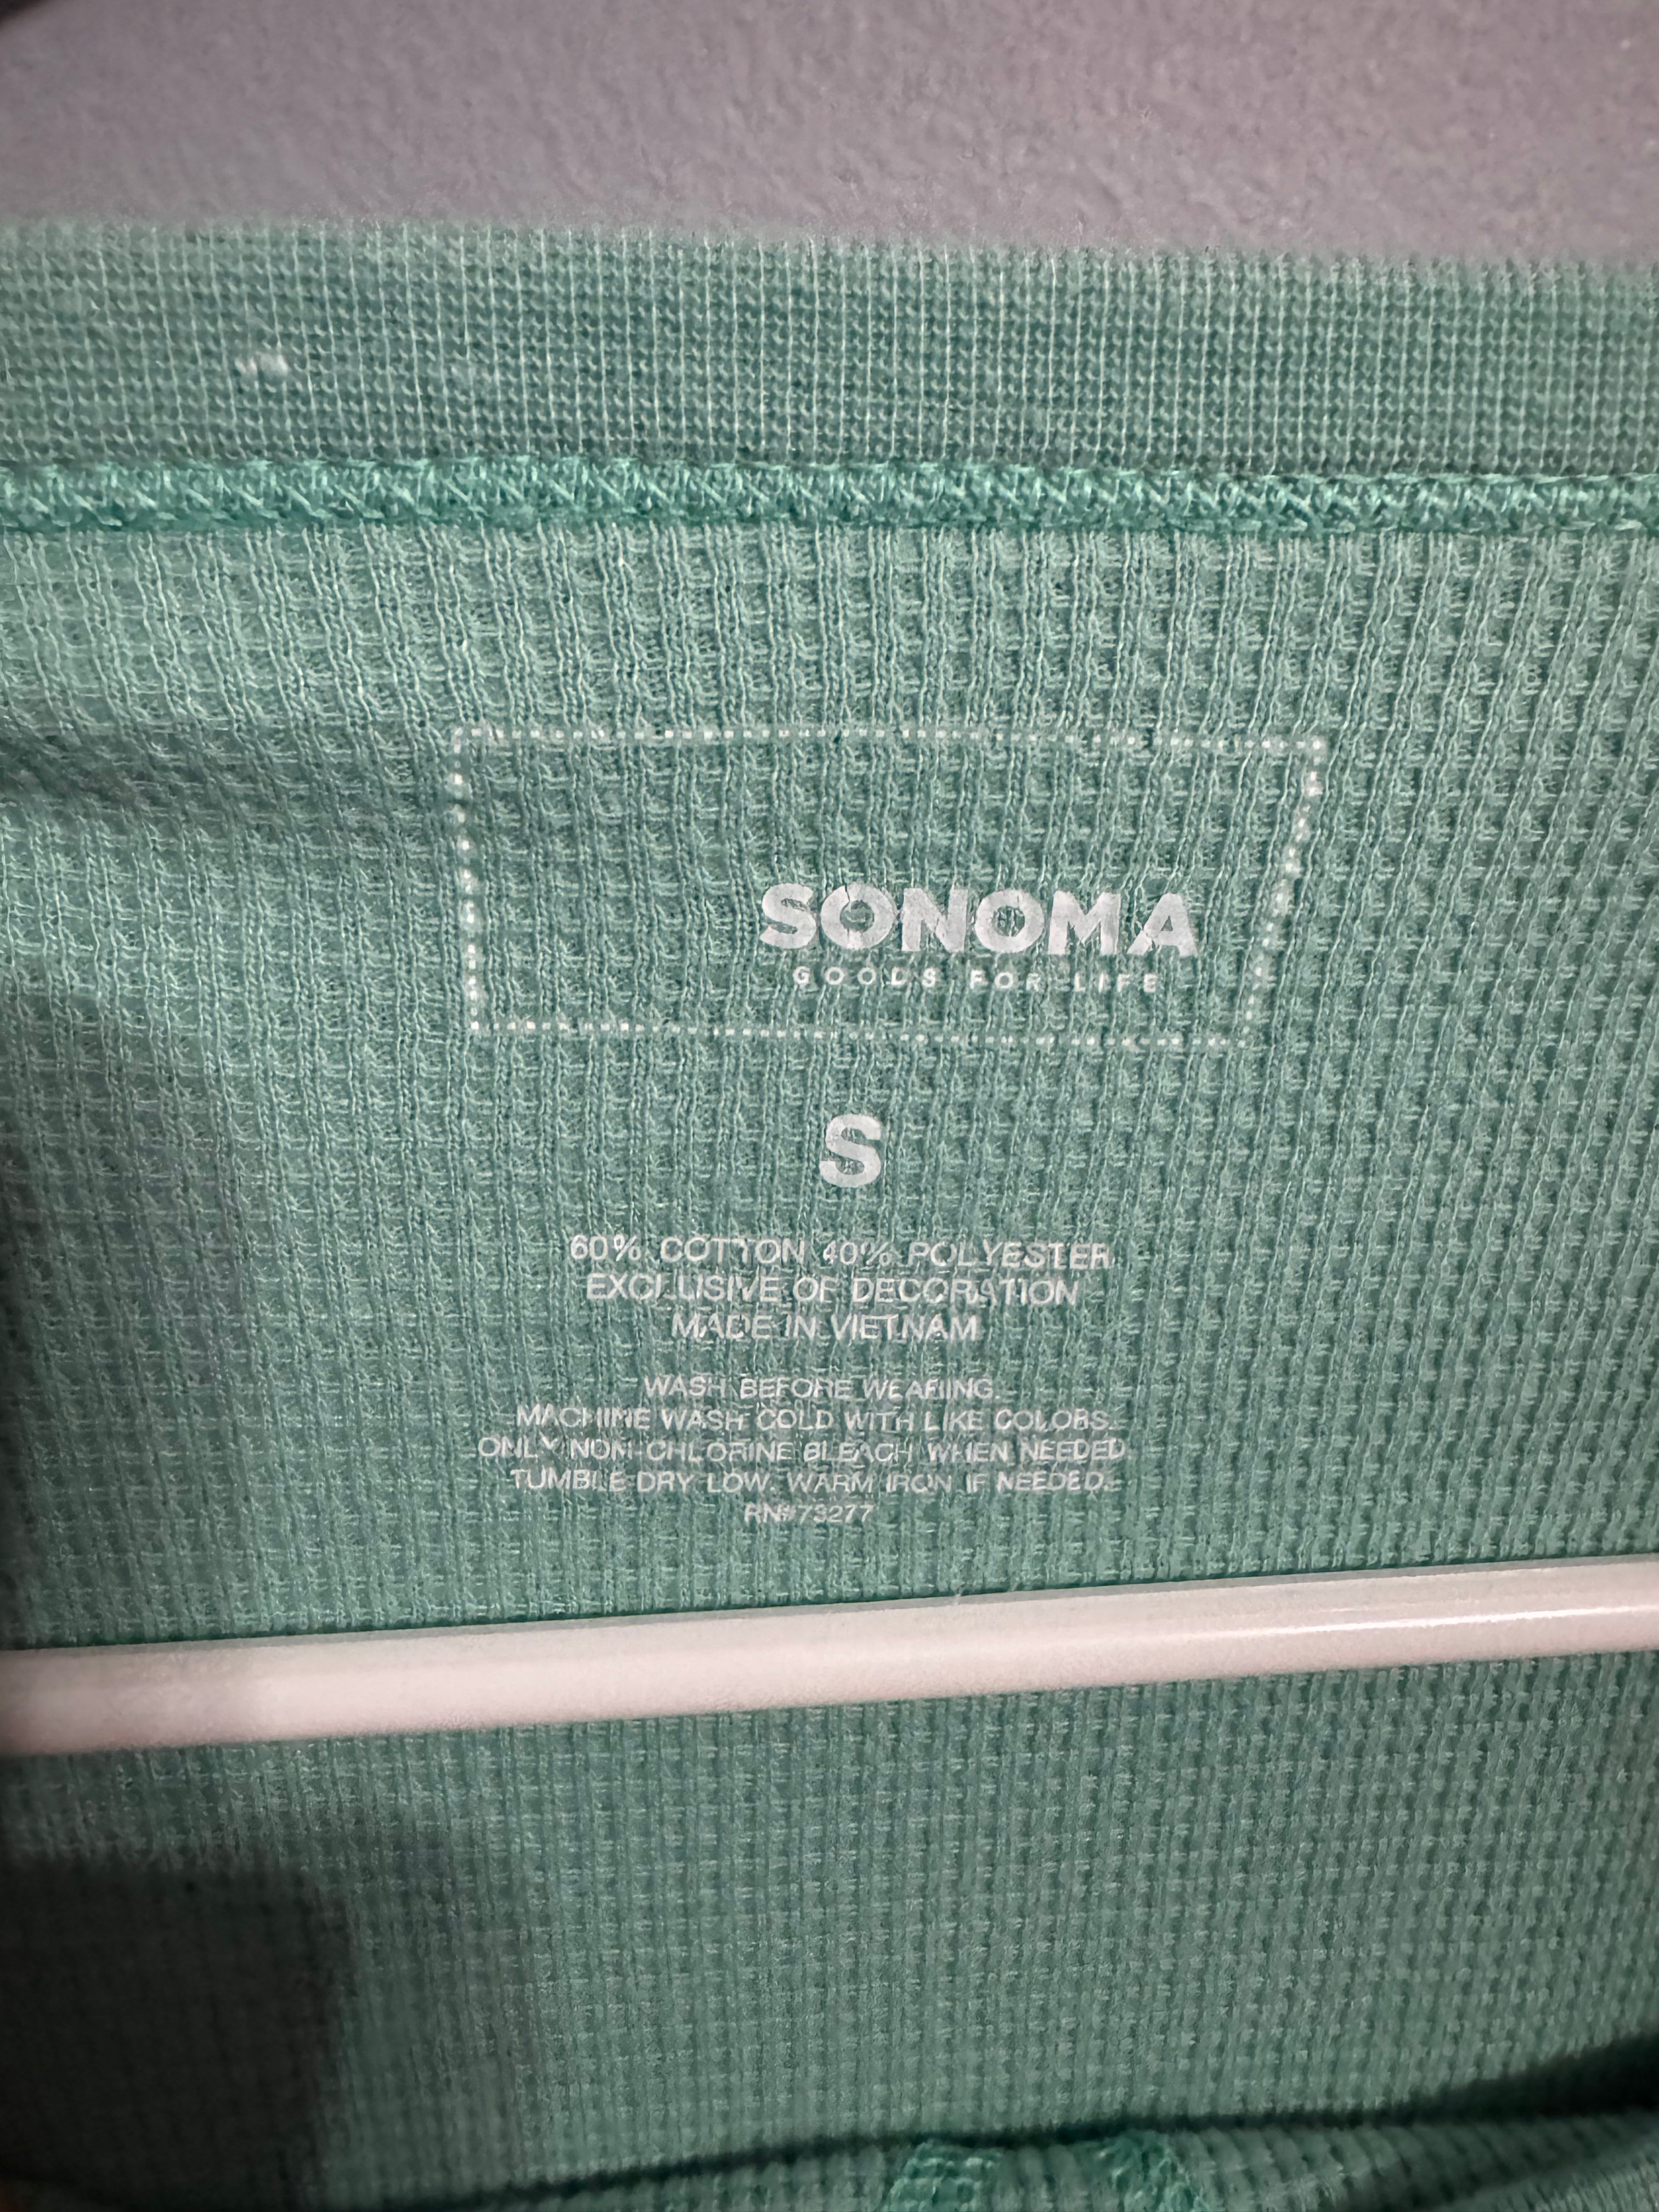 SONOMA
GOODS FOR LIFE
S
60% COTTON 40% POLYESTER
EXCLUSIVE OF DECORATION
MADE IN VIETNAM
WASH BEFORE WEARING.
MACHINE WASH COLD WITH LIKE COLORS.
ONLY NON-CHLORINE BLEACH WHEN NEEDED.
TUMBLE DRY LOW. WARM IRON IF NEEDED.
RN#73277